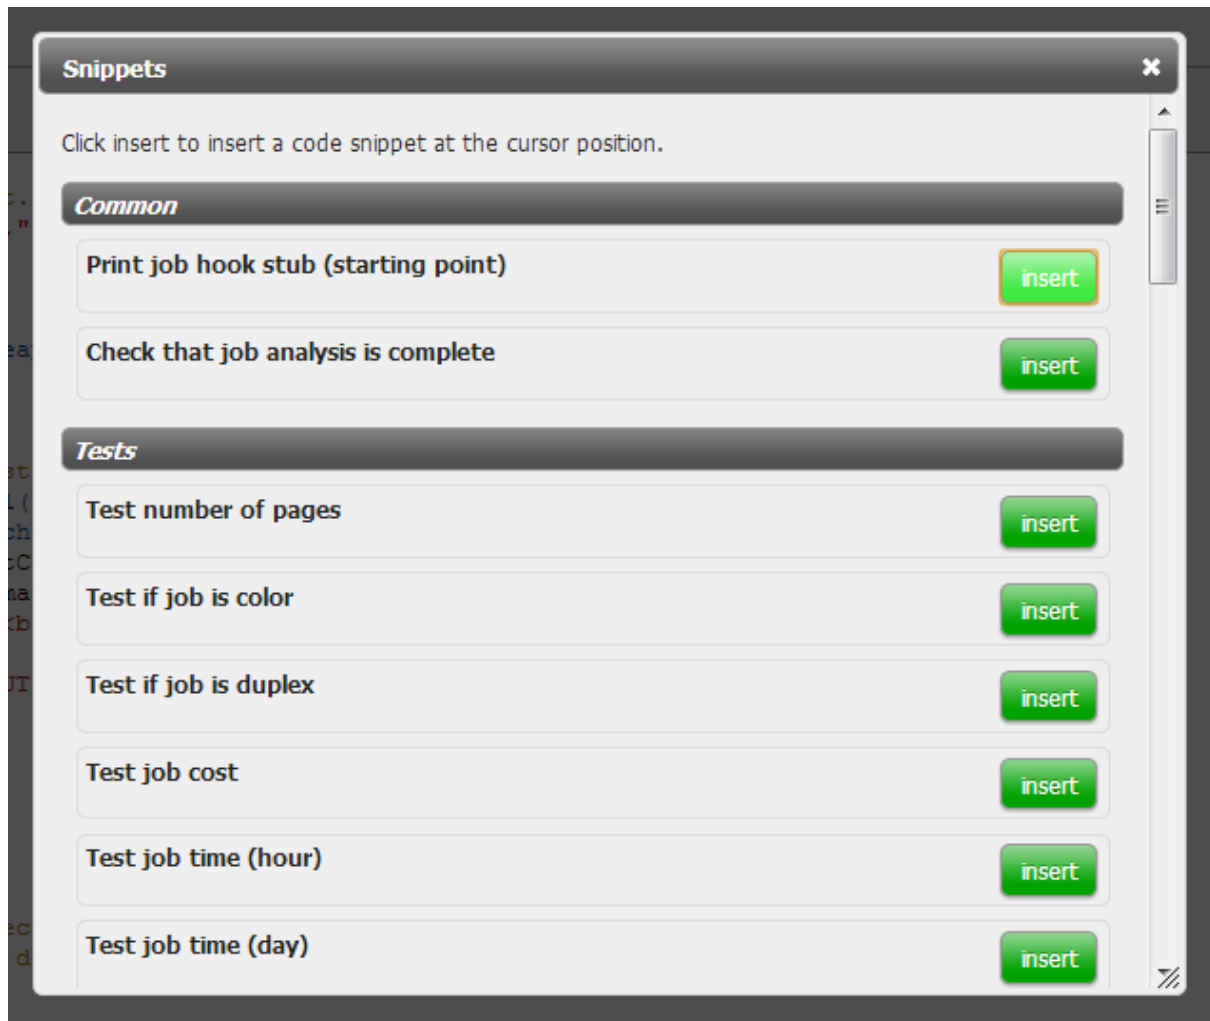 Snippets
Click insert to insert a code snippet at the cursor position.
Common
Print job hook stub (starting point)
insert
Check that job analysis is complete
insert
Tests
Test number of pages
insert
Test if job is color
insert
Test if job is duplex
insert
Test job cost
insert
Test job time (hour)
insert
Test job time (day)
insert